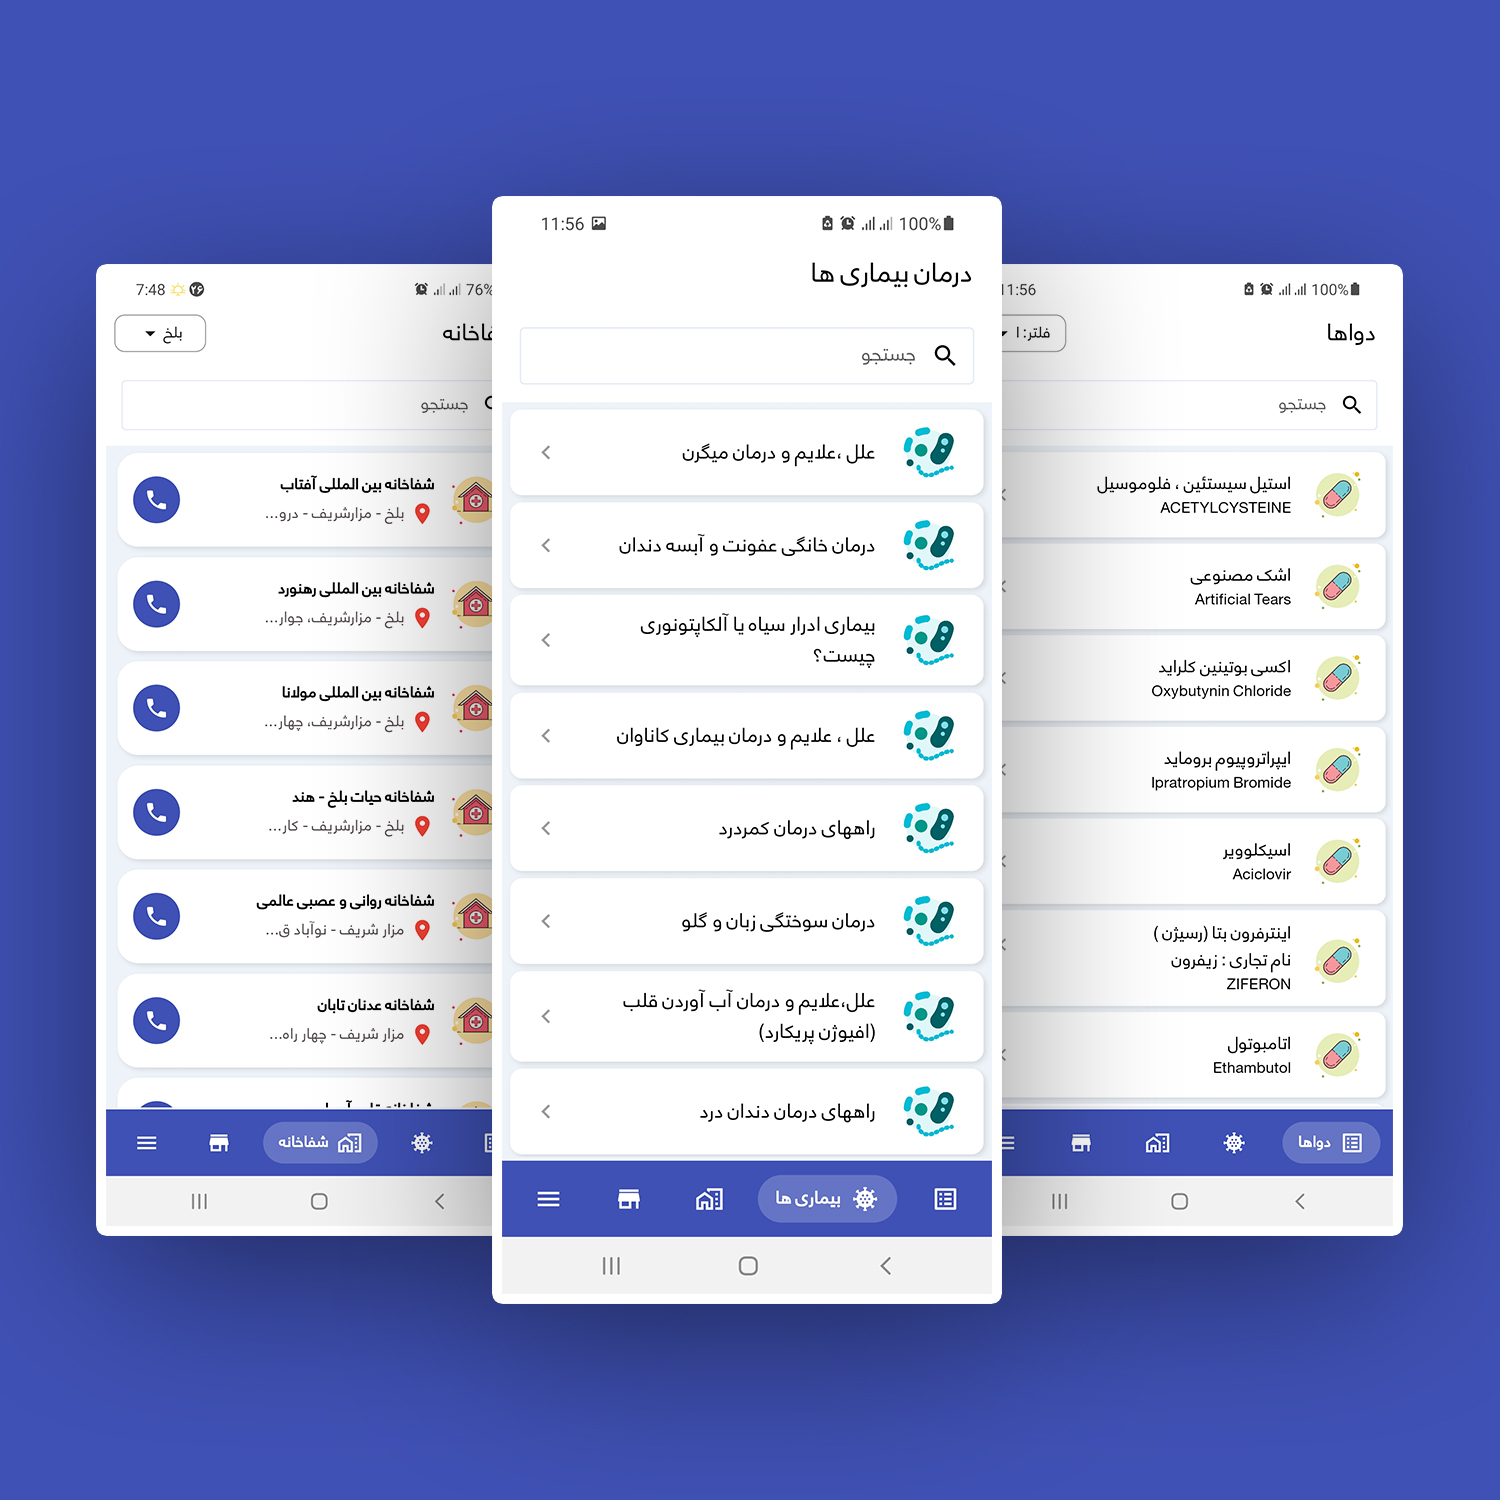 7:48
76%
بلخ
جستجو
شفاخانه بین المللی آفتاب
بلخ - مزارشریف - درو...
شفاخانه بین المللی رهنورد
بلخ - مزارشریف، جوار...
شفاخانه بین المللی مولانا
بلخ - مزارشریف، چهار...
شفاخانه حیات بلخ - هند
بلخ - مزارشریف - کار...
شفاخانه روانی و عصبی عالمی
مزار شریف - نوآباد ق...
شفاخانه عدنان تابان
مزار شریف - چهار راه...
شفاخانه
11:56
100%
درمان بیماری ها
جستجو
علل ،علایم و درمان میگرن
درمان خانگی عفونت و آبسه دندان
بیماری ادرار سیاه یا آلکاپتونوری
چیست؟
علل ، علایم و درمان بیماری کاناوان
راههای درمان کمردرد
درمان سوختگی زبان و گلو
علل،علایم و درمان آب آوردن قلب
(افیوژن پریکارد)
راههای درمان دندان درد
بیماری ها
11:56
100%
دواها
فلتر: ا
جستجو
استیل سیستئین ، فلوموسیل
ACETYLCYSTEINE
اشک مصنوعی
Artificial Tears
اکسی بوتینین کلراید
Oxybutynin Chloride
ایپراتروپیوم بروماید
Ipratropium Bromide
اسیکلوویر
Aciclovir
اینترفرون بتا (رسیژن )
نام تجاری : زیفرون
ZIFERON
اتامبوتول
Ethambutol
دواها